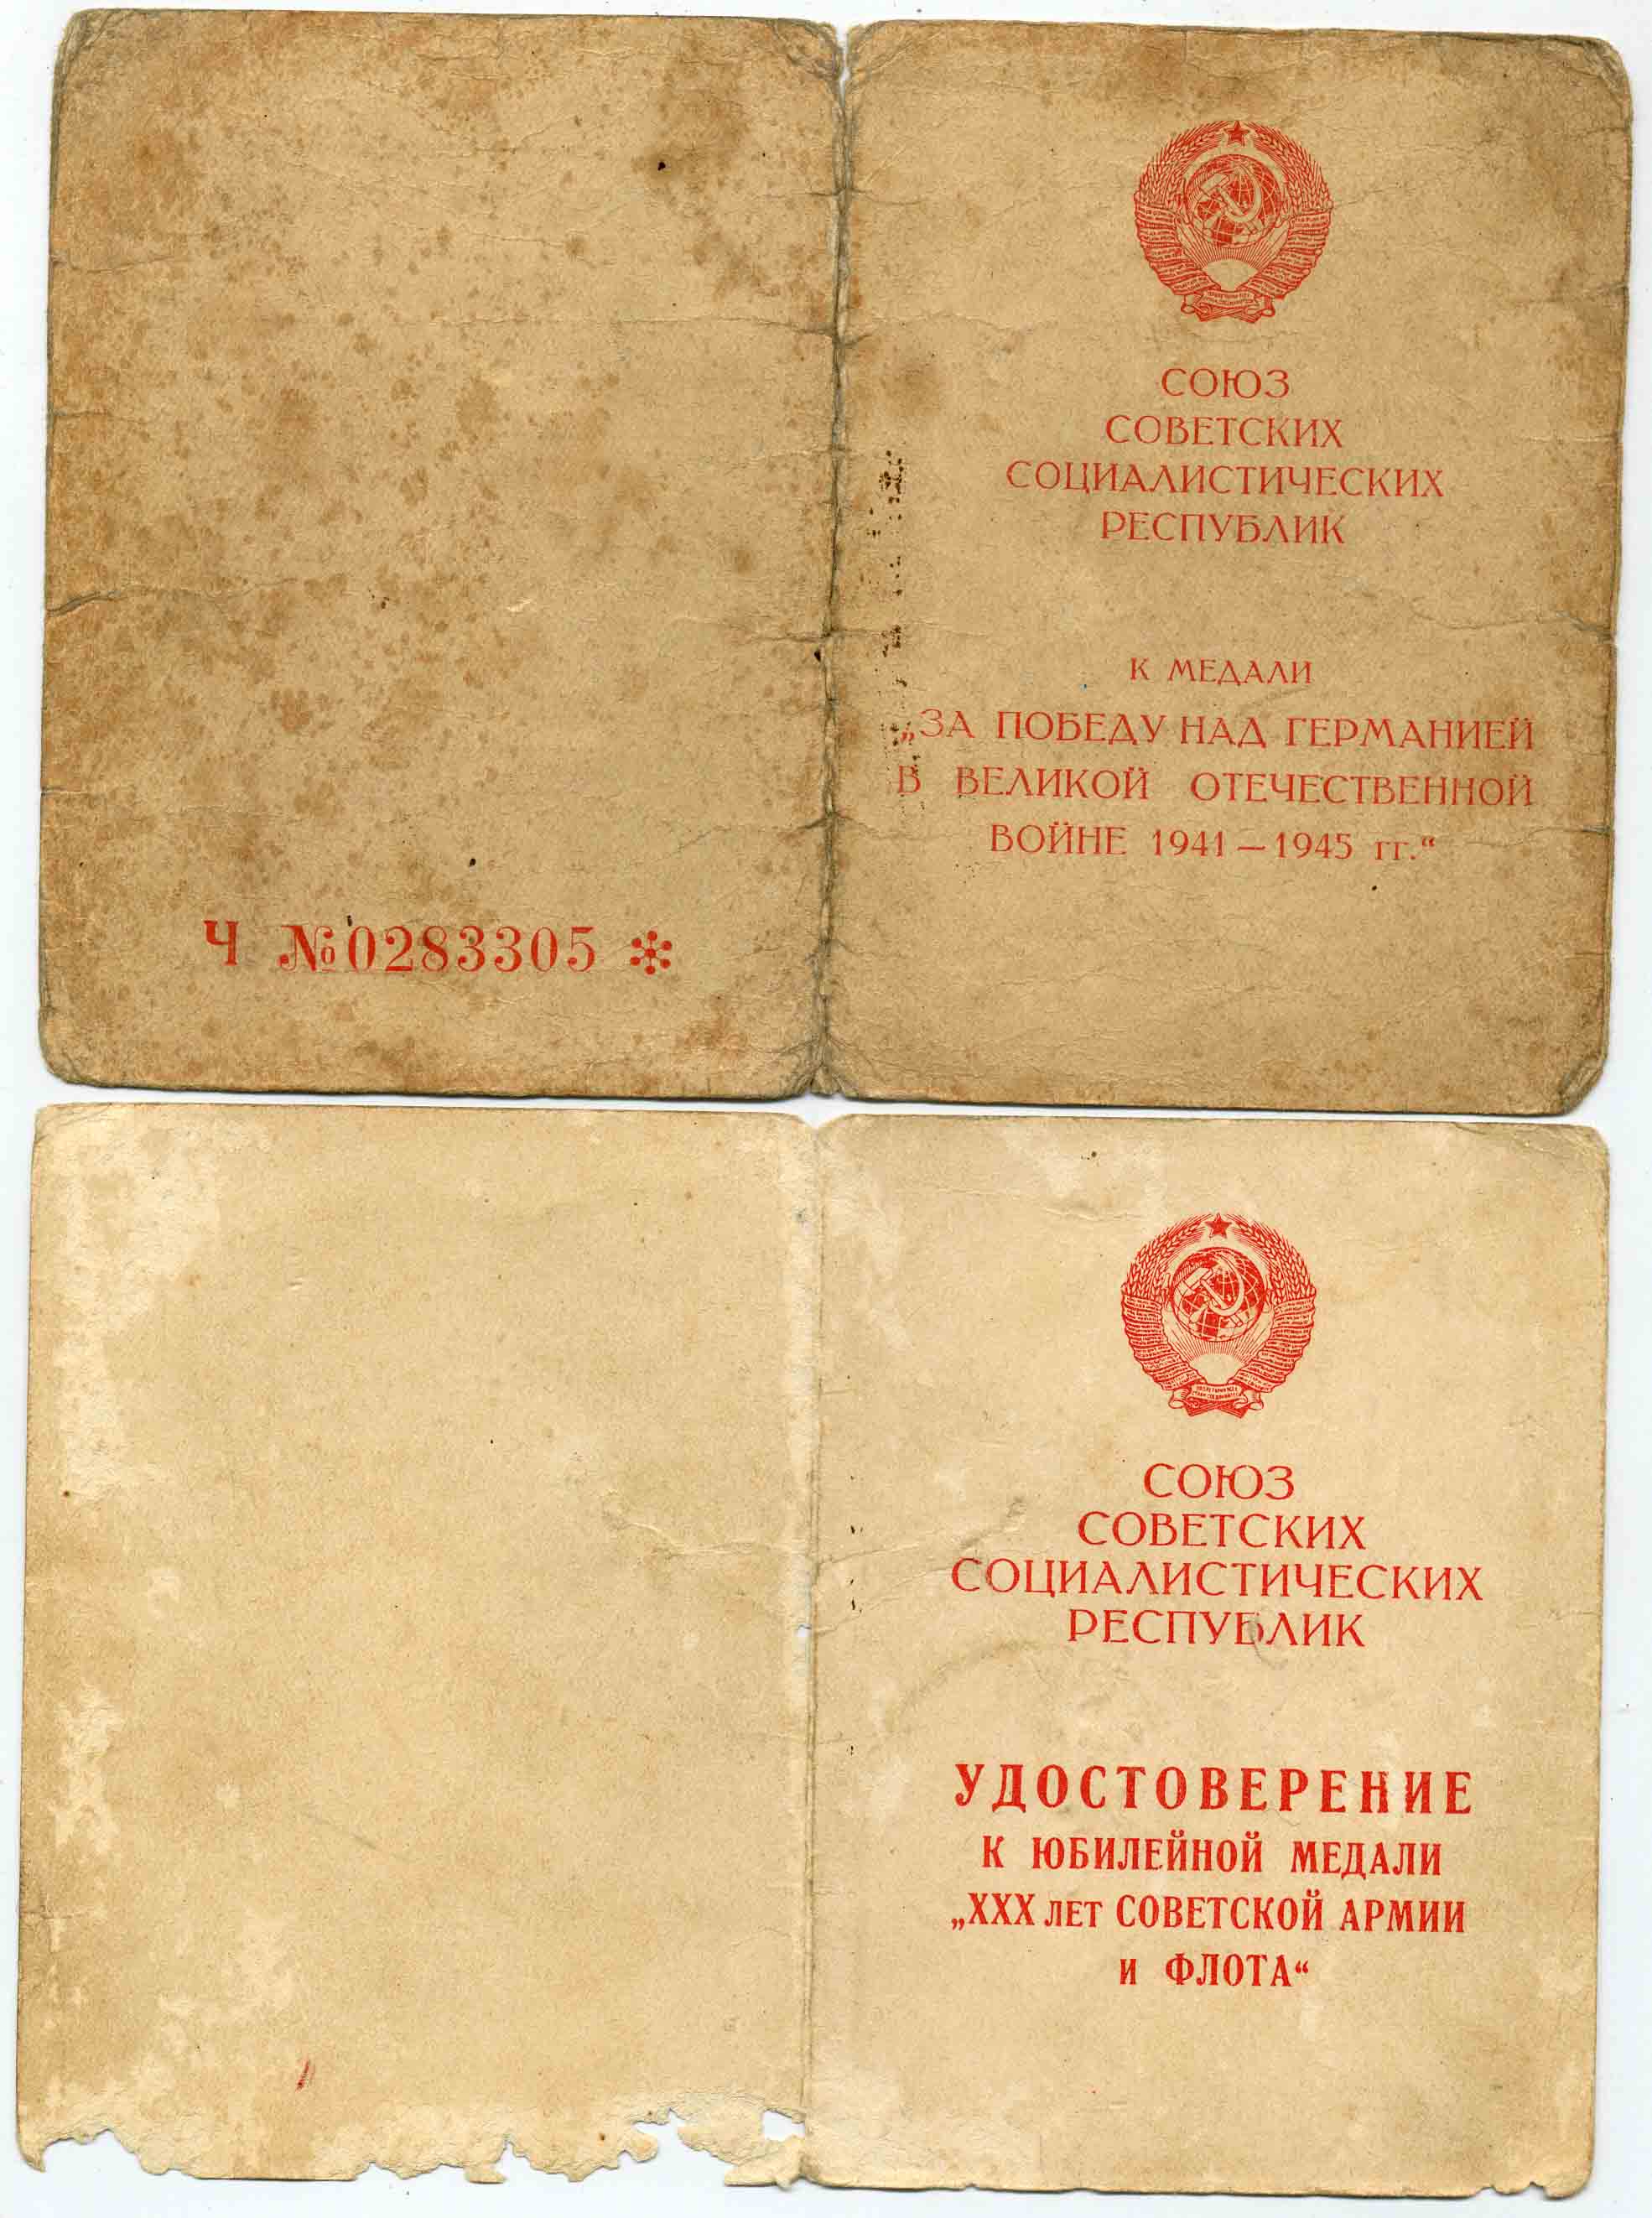 СОЮЗ
СОВЕТСКИХ
СОЦИАЛИСТИЧЕСКИХ
РЕСПУБЛИК
К МЕДАЛИ
„ЗА ПОБЕДУ НАД ГЕРМАНИЕЙ
В ВЕЛИКОЙ ОТЕЧЕСТВЕННОЙ
ВОЙНЕ 1941 — 1945 гг.“
Ч №0283305 *
СОЮЗ
СОВЕТСКИХ
СОЦИАЛИСТИЧЕСКИХ
РЕСПУБЛИК
УДОСТОВЕРЕНИЕ
К ЮБИЛЕЙНОЙ МЕДАЛИ
„XXX ЛЕТ СОВЕТСКОЙ АРМИИ
И ФЛОТА“